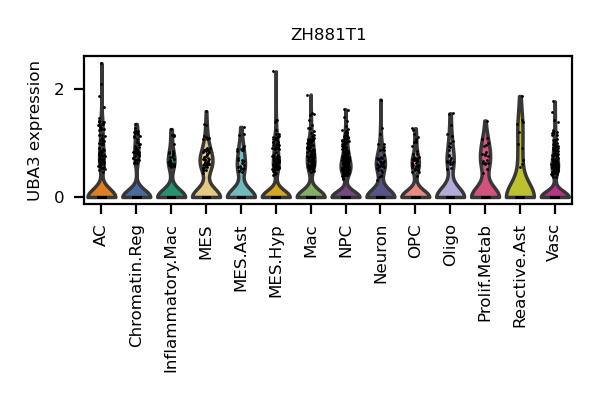 ZH881T1
UBA3 expression
2
0
AC
Chromatin.Reg
Inflammatory.Mac
MES
MES.Ast
MES.Hyp
Mac
NPC
Neuron
OPC
Oligo
Prolif.Metab
Reactive.Ast
Vasc